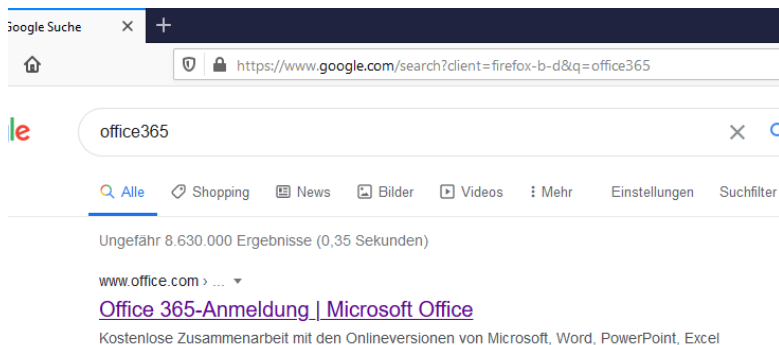 Google Suche
https://www.google.com/search?client=firefox-b-d&q=office365
le
office365
Alle Shopping News Bilder Videos Mehr Einstellungen Suchfilter
Ungefähr 8.630.000 Ergebnisse (0,35 Sekunden)
www.office.com › ...
Office 365-Anmeldung | Microsoft Office
Kostenlose Zusammenarbeit mit den Onlineversionen von Microsoft, Word, PowerPoint, Excel